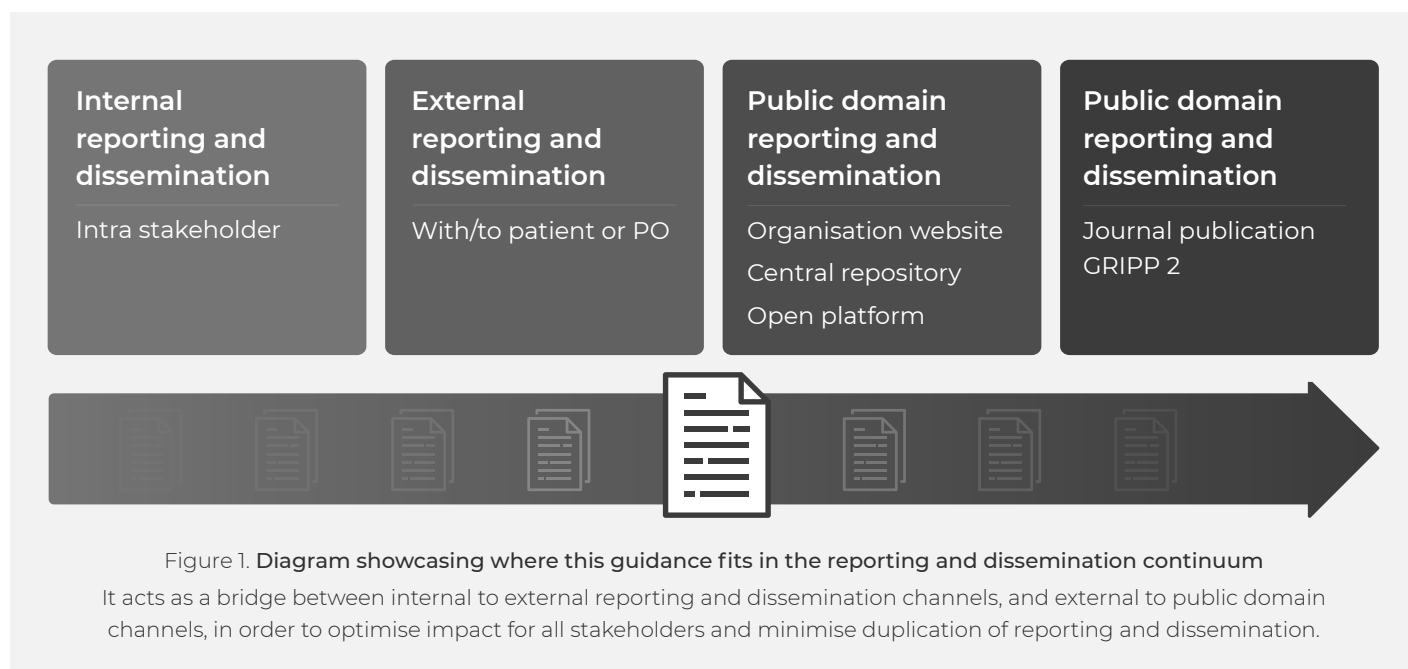 Internal
reporting and
dissemination
Intra stakeholder
External
reporting and
dissemination
With/to patient or PO
Public domain
reporting and
dissemination
Organisation website
Central repository
Open platform
Public domain
reporting and
dissemination
Journal publication
GRIPP 2
Figure 1. Diagram showcasing where this guidance fits in the reporting and dissemination continuum
It acts as a bridge between internal to external reporting and dissemination channels, and external to public domain
channels, in order to optimise impact for all stakeholders and minimise duplication of reporting and dissemination.